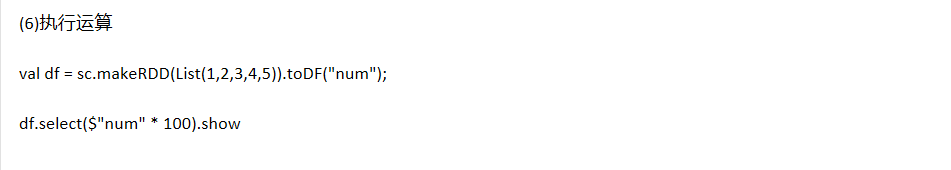 (6)执行运算
val df = sc.makeRDD(List(1,2,3,4,5)).toDF("num");
df.select($"num" * 100).show